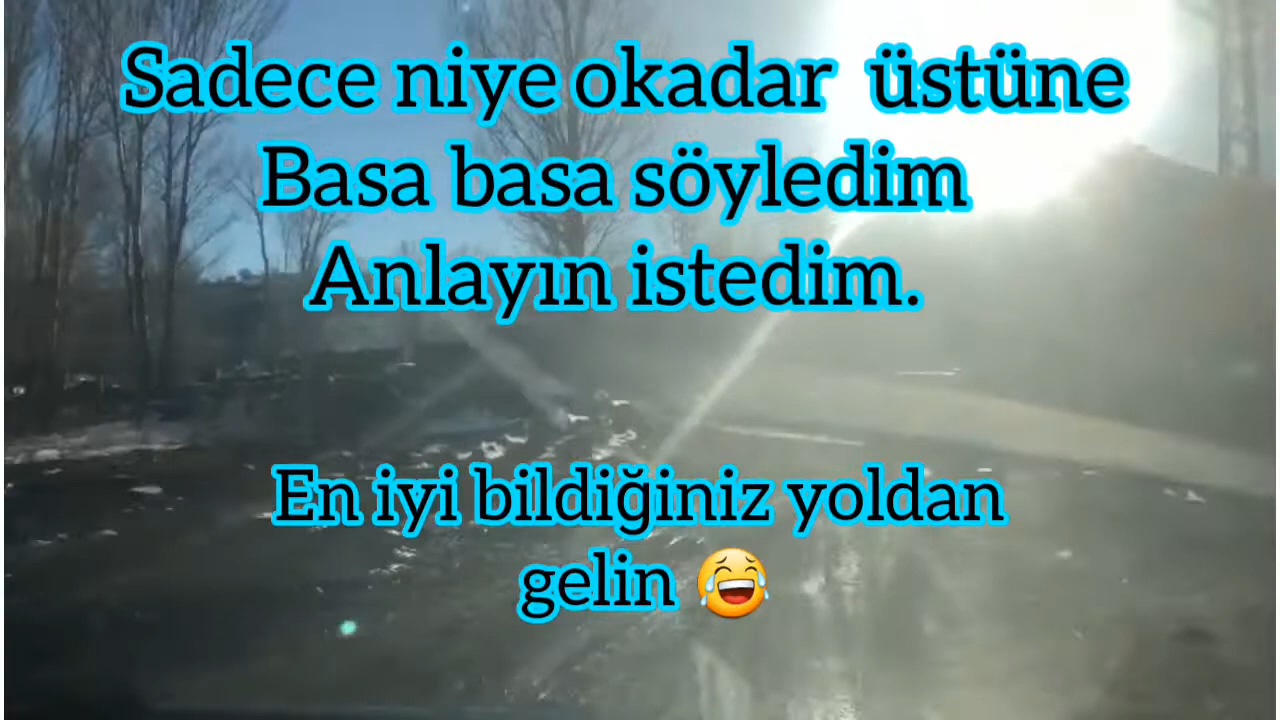 Sadece niye okadar üstüne
Basa basa söyledim
Anlayın istedim.
En iyi bildiğiniz yoldan
gelin 😂